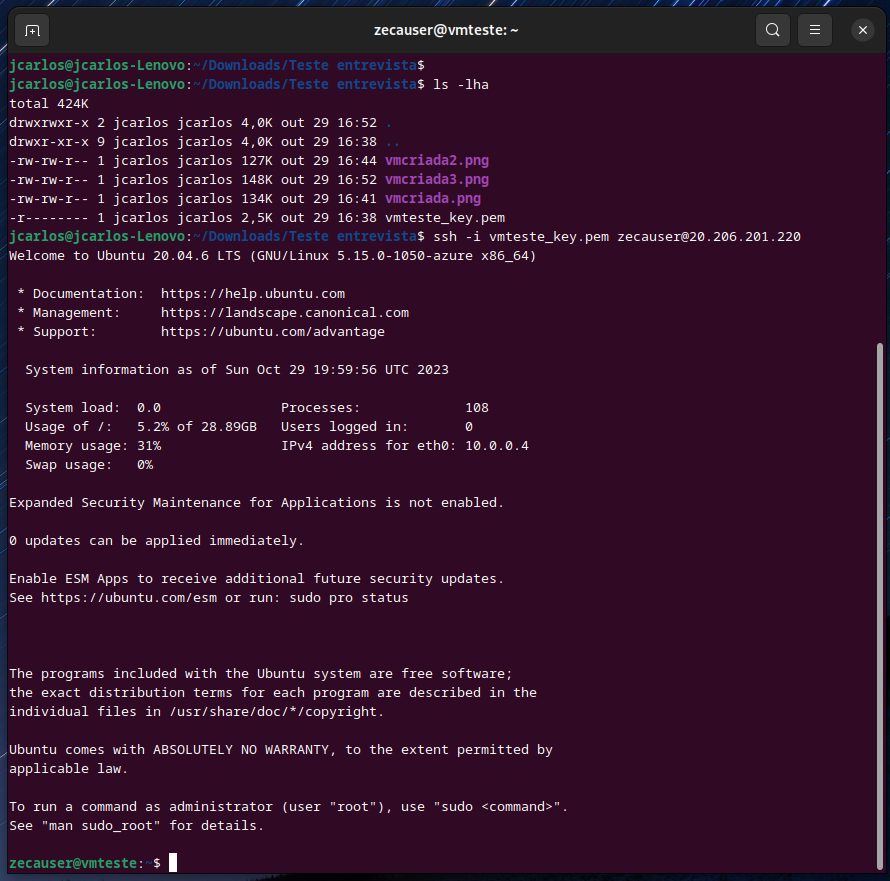 zecauser@vmteste: ~
jcarlos@jcarlos-Lenovo:~/Downloads/Teste entrevista$
jcarlos@jcarlos-Lenovo:~/Downloads/Teste entrevista$ ls -lha
total 424K
drwxrwxr-x 2 jcarlos jcarlos 4,0K out 29 16:52 .
drwxr-xr-x 9 jcarlos jcarlos 4,0K out 29 16:38 ..
-rw-rw-r-- 1 jcarlos jcarlos 127K out 29 16:44 vmcriada2.png
-rw-rw-r-- 1 jcarlos jcarlos 148K out 29 16:52 vmcriada3.png
-rw-rw-r-- 1 jcarlos jcarlos 134K out 29 16:41 vmcriada.png
-r-------- 1 jcarlos jcarlos 2,5K out 29 16:38 vmteste_key.pem
jcarlos@jcarlos-Lenovo:~/Downloads/Teste entrevista$ ssh -i vmteste_key.pem zecauser@20.206.201.220
Welcome to Ubuntu 20.04.6 LTS (GNU/Linux 5.15.0-1050-azure x86_64)
* Documentation:  https://help.ubuntu.com
* Management:     https://landscape.canonical.com
* Support:        https://ubuntu.com/advantage
System information as of Sun Oct 29 19:59:56 UTC 2023
System load:  0.0               Processes:             108
Usage of /:   5.2% of 28.89GB   Users logged in:       0
Memory usage: 31%               IPv4 address for eth0: 10.0.0.4
Swap usage:   0%
Expanded Security Maintenance for Applications is not enabled.
0 updates can be applied immediately.
Enable ESM Apps to receive additional future security updates.
See https://ubuntu.com/esm or run: sudo pro status
The programs included with the Ubuntu system are free software;
the exact distribution terms for each program are described in the
individual files in /usr/share/doc/*/copyright.
Ubuntu comes with ABSOLUTELY NO WARRANTY, to the extent permitted by
applicable law.
To run a command as administrator (user "root"), use "sudo <command>".
See "man sudo_root" for details.
zecauser@vmteste:~$